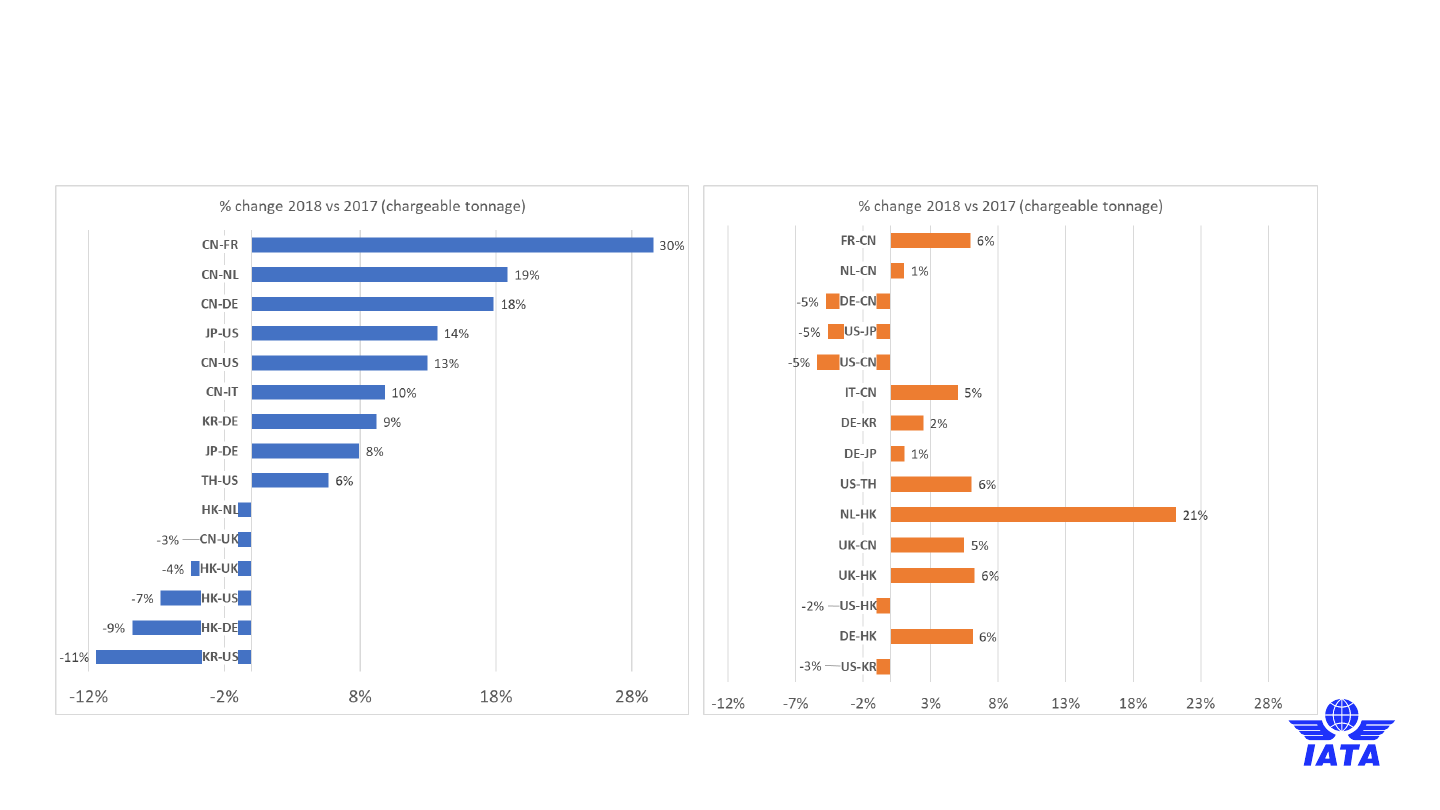 % change 2018 vs 2017 (chargeable tonnage)
CN-FR 30%
CN-NL 19%
CN-DE 18%
JP-US 14%
CN-US 13%
CN-IT 10%
KR-DE 9%
JP-DE 8%
TH-US 6%
HK-NL
-3% CN-UK
-4% HK-UK
-7% HK-US
-9% HK-DE
-11% KR-US
-12% -2% 8% 18% 28%
% change 2018 vs 2017 (chargeable tonnage)
FR-CN 6%
NL-CN 1%
-5% DE-CN
-5% US-JP
-5% US-CN
IT-CN 5%
DE-KR 2%
DE-JP 1%
US-TH 6%
NL-HK 21%
UK-CN 5%
UK-HK 6%
-2% US-HK
DE-HK 6%
-3% US-KR
-12% -7% -2% 3% 8% 13% 18% 23% 28%
IATA